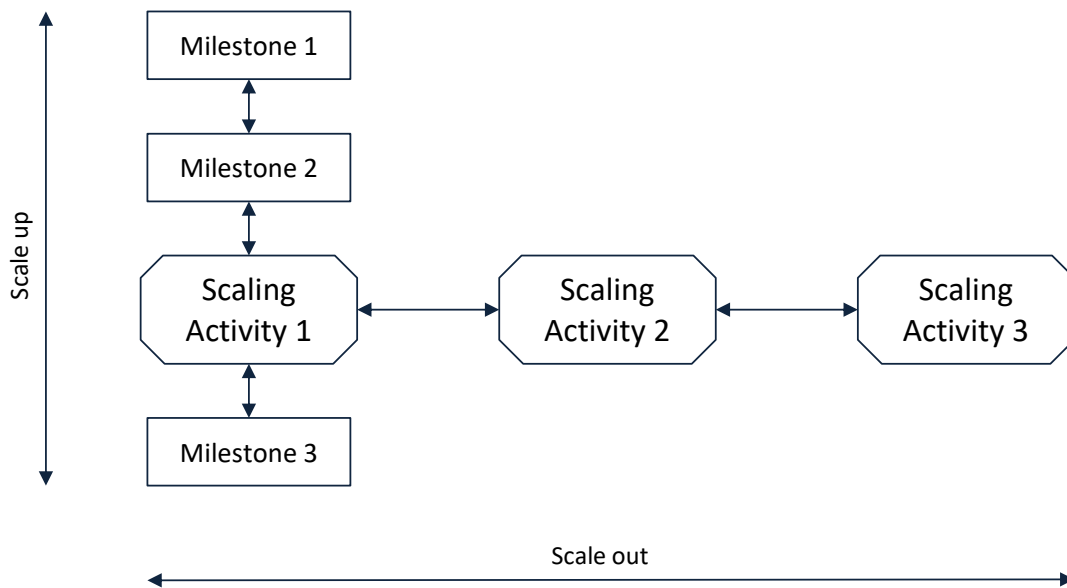 Milestone 1
Milestone 2
Scale up
Scaling
Activity 1
Scaling
Activity 2
Scaling
Activity 3
Milestone 3
Scale out